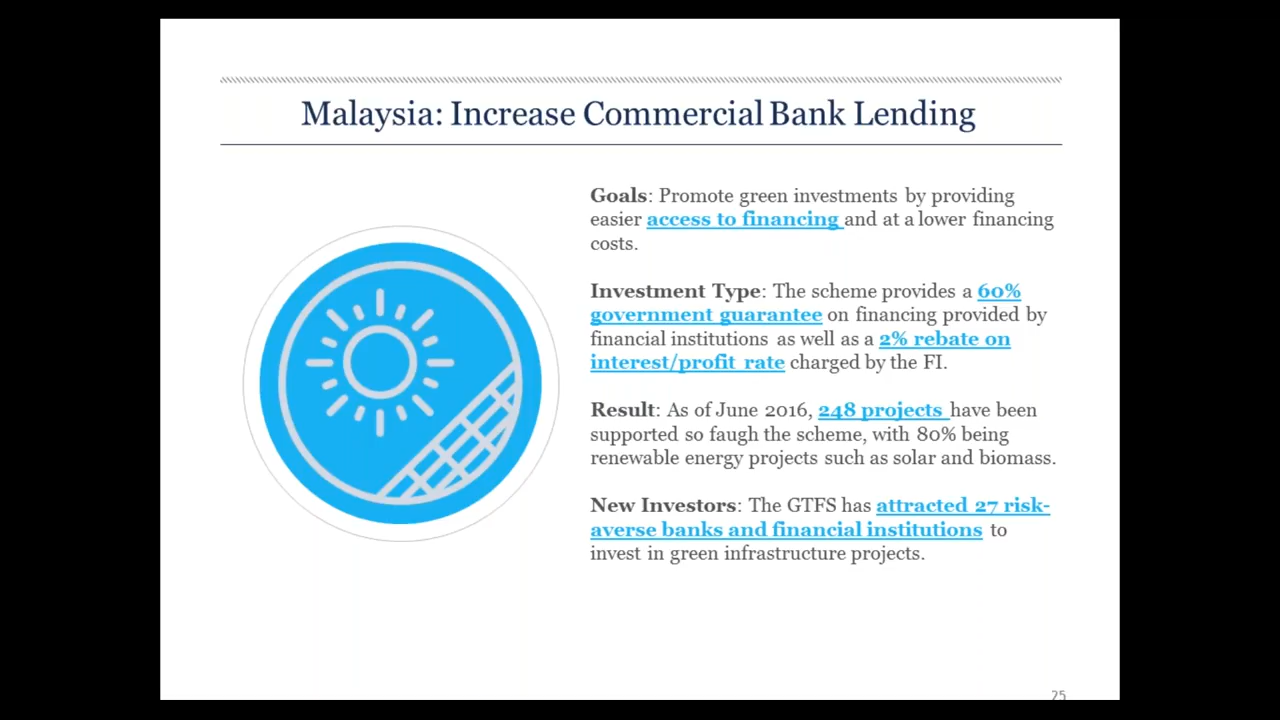 Malaysia: Increase Commercial Bank Lending
Goals: Promote green investments by providing
easier access to financing and at a lower financing
costs.
Investment Type: The scheme provides a 60%
government guarantee on financing provided by
financial institutions as well as a 2% rebate on
interest/profit rate charged by the FI.
Result: As of June 2016, 248 projects have been
supported so faugh the scheme, with 80% being
renewable energy projects such as solar and biomass.
New Investors: The GTFS has attracted 27 risk-
averse banks and financial institutions to
invest in green infrastructure projects.
25